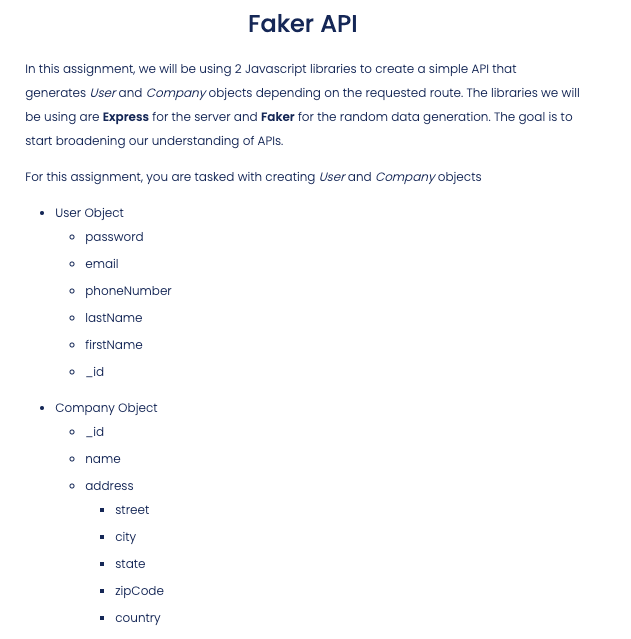 Faker API
In this assignment, we will be using 2 Javascript libraries to create a simple API that
generates User and Company objects depending on the requested route. The libraries we will
be using are Express for the server and Faker for the random data generation. The goal is to
start broadening our understanding of APIs.
For this assignment, you are tasked with creating User and Company objects
User Object
password
email
phoneNumber
lastName
firstName
_id
Company Object
_id
name
address
street
city
state
zipCode
country